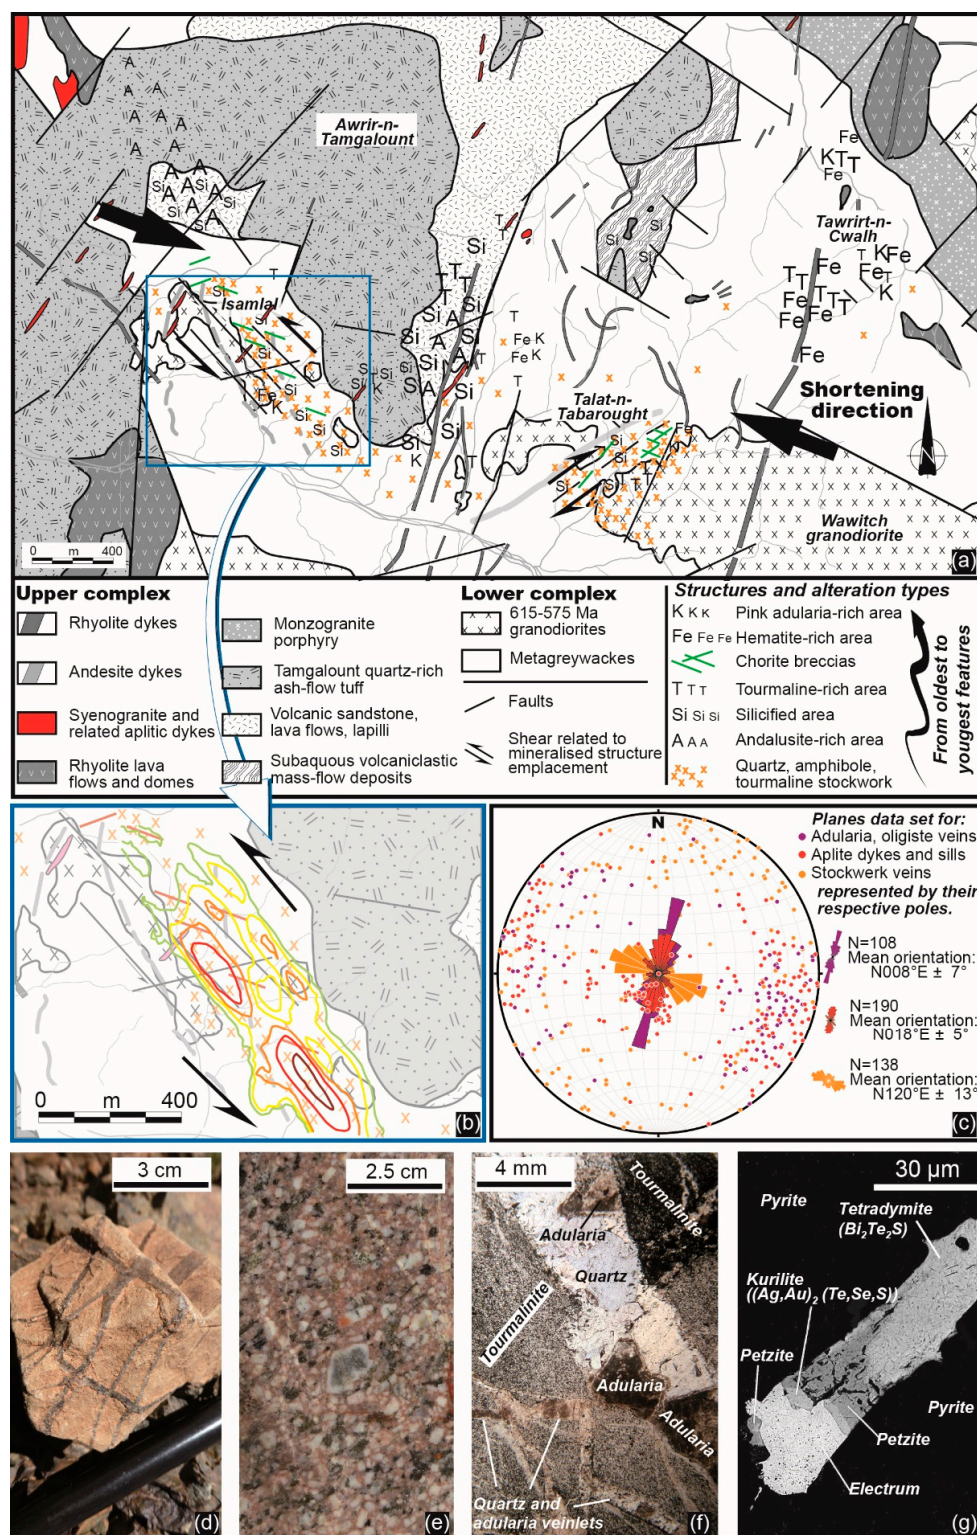 Awrir-n-
Tamgalount
Tawrirt-n-
Cwalh
Isamlal
Talat-n-
Tabarought
Shortening
direction
Wawitch
granodiorite
0 m 400
(a)
Upper complex
Rhyolite dykes
Andesite dykes
Syenogranite and
related aplitic dykes
Rhyolite lava
flows and domes
Monzogranite
porphyry
Tamgalount quartz-rich
ash-flow tuff
Volcanic sandstone,
lava flows, lapilli
Subaquous volcaniclastic
mass-flow deposits
Lower complex
615-575 Ma
granodiorites
Metagreywackes
Faults
Shear related to
mineralised structure
emplacement
Structures and alteration types
K K K Pink adularia-rich area
Fe Fe Fe Hematite-rich area
Chorite breccias
T T T Tourmaline-rich area
Si Si Si Silicified area
A A A Andalusite-rich area
Quartz, amphibole,
tourmaline stockwork
From oldest to
yougest features
0 m 400
(b)
N
Planes data set for:
Adularia, oligiste veins
Aplite dykes and sills
Stockwerk veins
represented by their
respective poles.
N=108
Mean orientation:
N008°E ± 7°
N=190
Mean orientation:
N018°E ± 5°
N=138
Mean orientation:
N120°E ± 13°
(c)
3 cm
(d)
2.5 cm
(e)
4 mm
Tourmalinite
Adularia
Quartz
Tourmalinite
Adularia
Adularia
Quartz and
adularia veinlets
(f)
30 µm
Pyrite
Tetradymite
(Bi₂Te₂S)
Kurilite
((Ag,Au)₂ (Te,Se,S))
Petzite
Pyrite
Petzite
Electrum
(g)